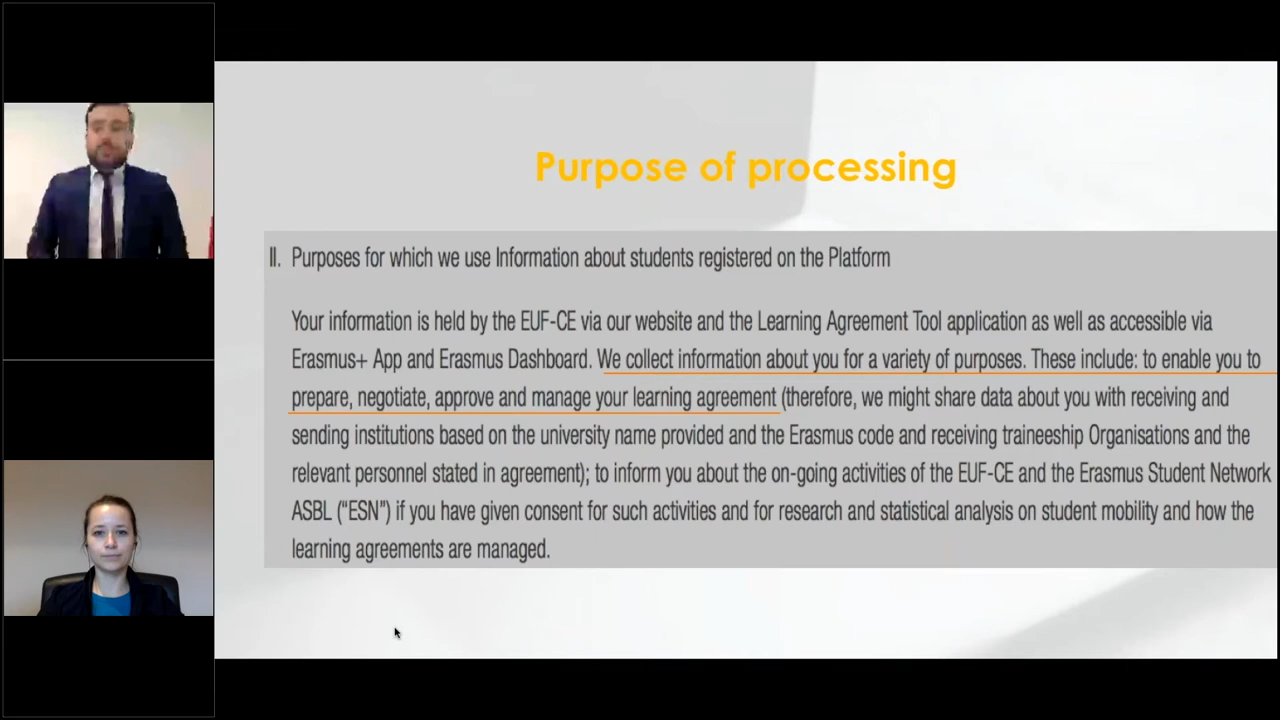 Purpose of processing
II. Purposes for which we use Information about students registered on the Platform
Your information is held by the EUF-CE via our website and the Learning Agreement Tool application as well as accessible via
Erasmus+ App and Erasmus Dashboard. We collect information about you for a variety of purposes. These include: to enable you to
prepare, negotiate, approve and manage your learning agreement (therefore, we might share data about you with receiving and
sending institutions based on the university name provided and the Erasmus code and receiving traineeship Organisations and the
relevant personnel stated in agreement); to inform you about the on-going activities of the EUF-CE and the Erasmus Student Network
ASBL (“ESN”) if you have given consent for such activities and for research and statistical analysis on student mobility and how the
learning agreements are managed.